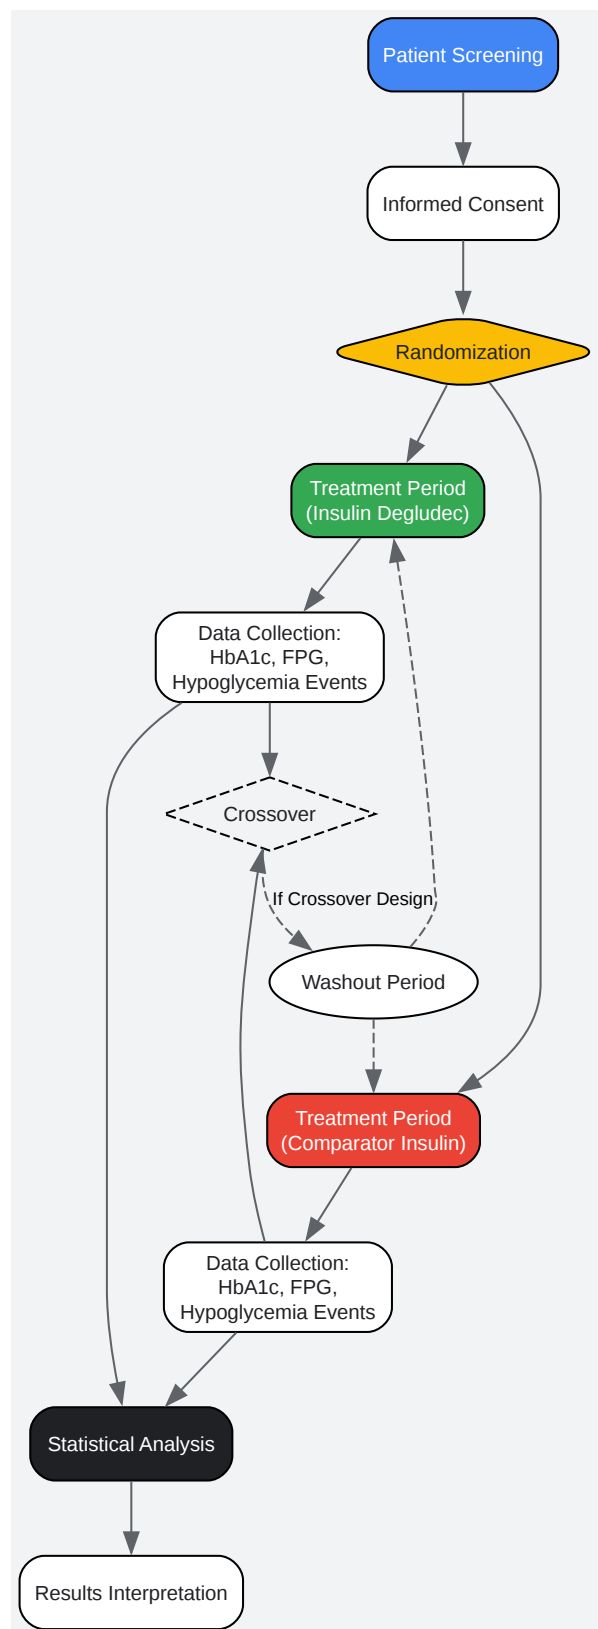 Patient Screening
Informed Consent
Randomization
Treatment Period
(Insulin Degludec)
Data Collection:
HbA1c, FPG,
Hypoglycemia Events
Crossover
If Crossover Design
Washout Period
Treatment Period
(Comparator Insulin)
Data Collection:
HbA1c, FPG,
Hypoglycemia Events
Statistical Analysis
Results Interpretation